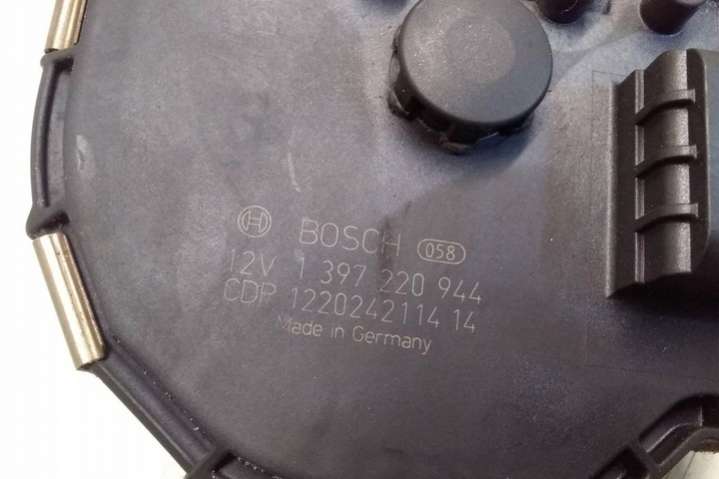 BOSCH 058
12V 1 397 220 944
CDP 1220242114 14
Made in Germany